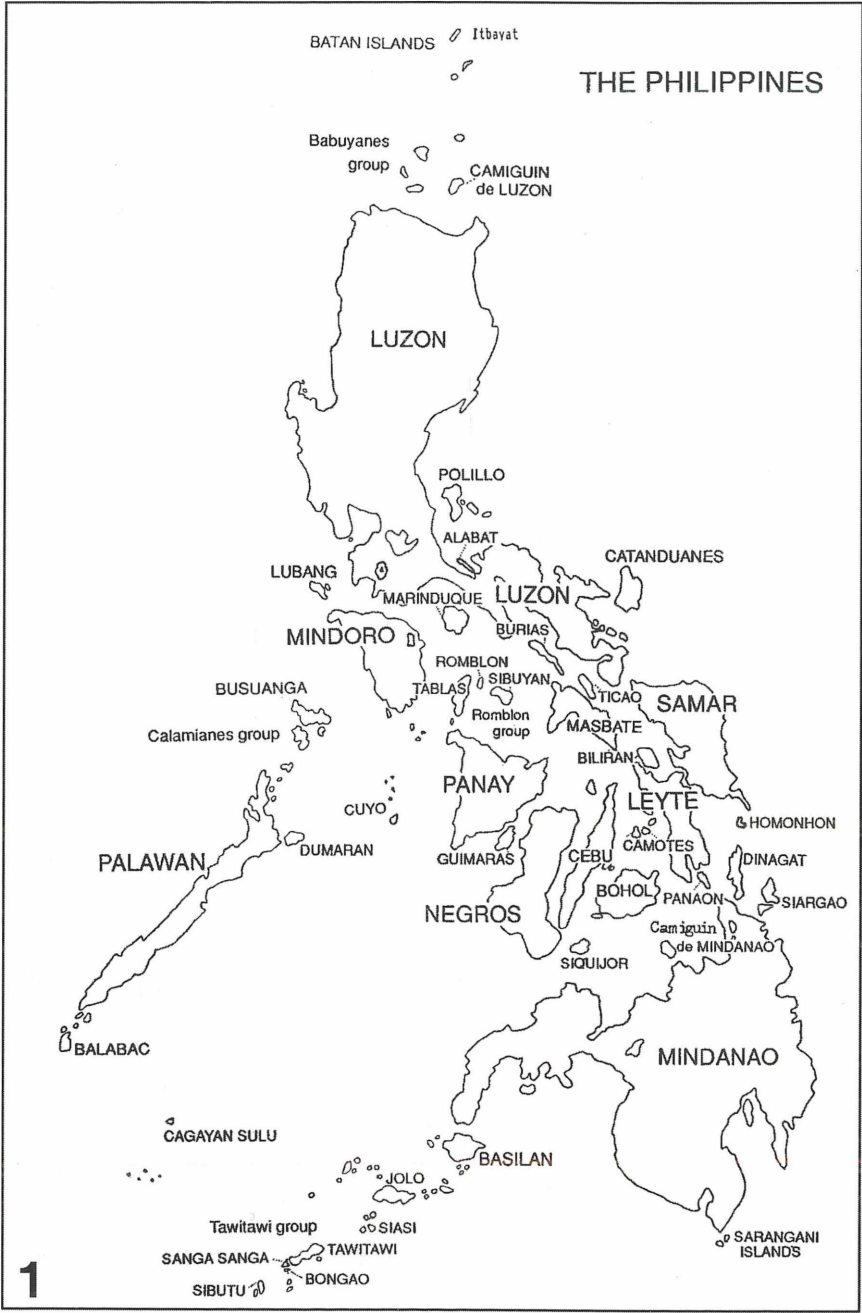 BATAN ISLANDS
Itbayat
THE PHILIPPINES
Babuyanes
group
CAMIGUIN
de LUZON
LUZON
POLILLO
ALABAT
CATANDUANES
LUBANG
MARINDUQUE
LUZON
MINDORO
BURIAS
ROMBLON
SIBUYAN
BUSUANGA
TABLAS
TICAO
SAMAR
Romblon
group
Calamianes group
MASBATE
BILIRAN
PANAY
LEYTE
CUYO
HOMONHON
DUMARAN
CAMOTES
PALAWAN
GUIMARAS
CEBU
DINAGAT
BOHOL
PANAON
SIARGAO
NEGROS
Camiguin
de MINDANAO
SIQUIJOR
BALABAC
MINDANAO
CAGAYAN SULU
BASILAN
JOLO
Tawitawi group
SIASI
SARANGANI
ISLANDS
TAWITAWI
SANGA SANGA
BONGAO
SIBUTU
1